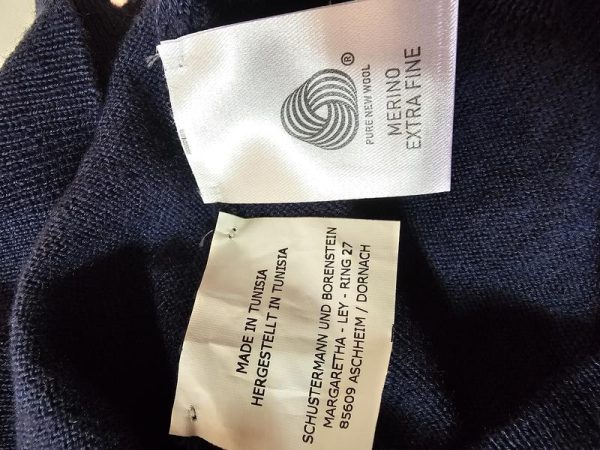 ®
PURE NEW WOOL
MERINO
EXTRA FINE
MADE IN TUNISIA
HERGESTELLT IN TUNISIA
SCHUSTERMANN UND BORENSTEIN
MARGARETHA - LEY - RING 27
85609 ASCHHEIM / DORNACH